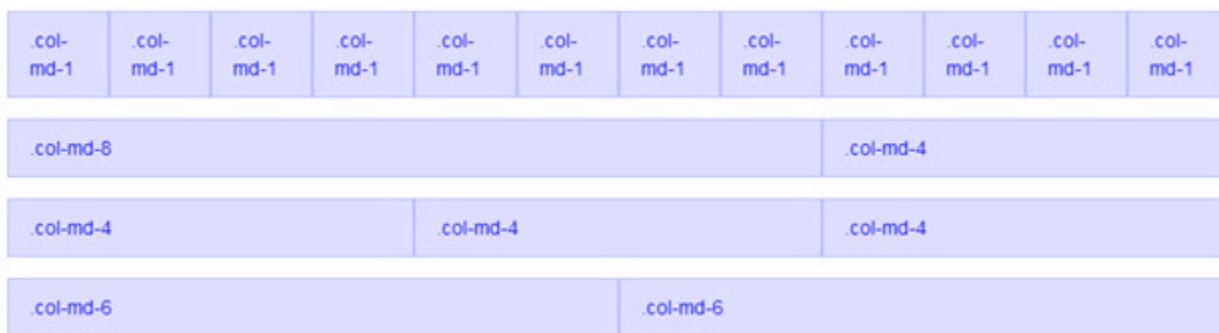 .col- .col- .col- .col- .col- .col- .col- .col- .col- .col- .col- .col-
md-1 md-1 md-1 md-1 md-1 md-1 md-1 md-1 md-1 md-1 md-1 md-1
.col-md-8 .col-md-4
.col-md-4 .col-md-4 .col-md-4
.col-md-6 .col-md-6